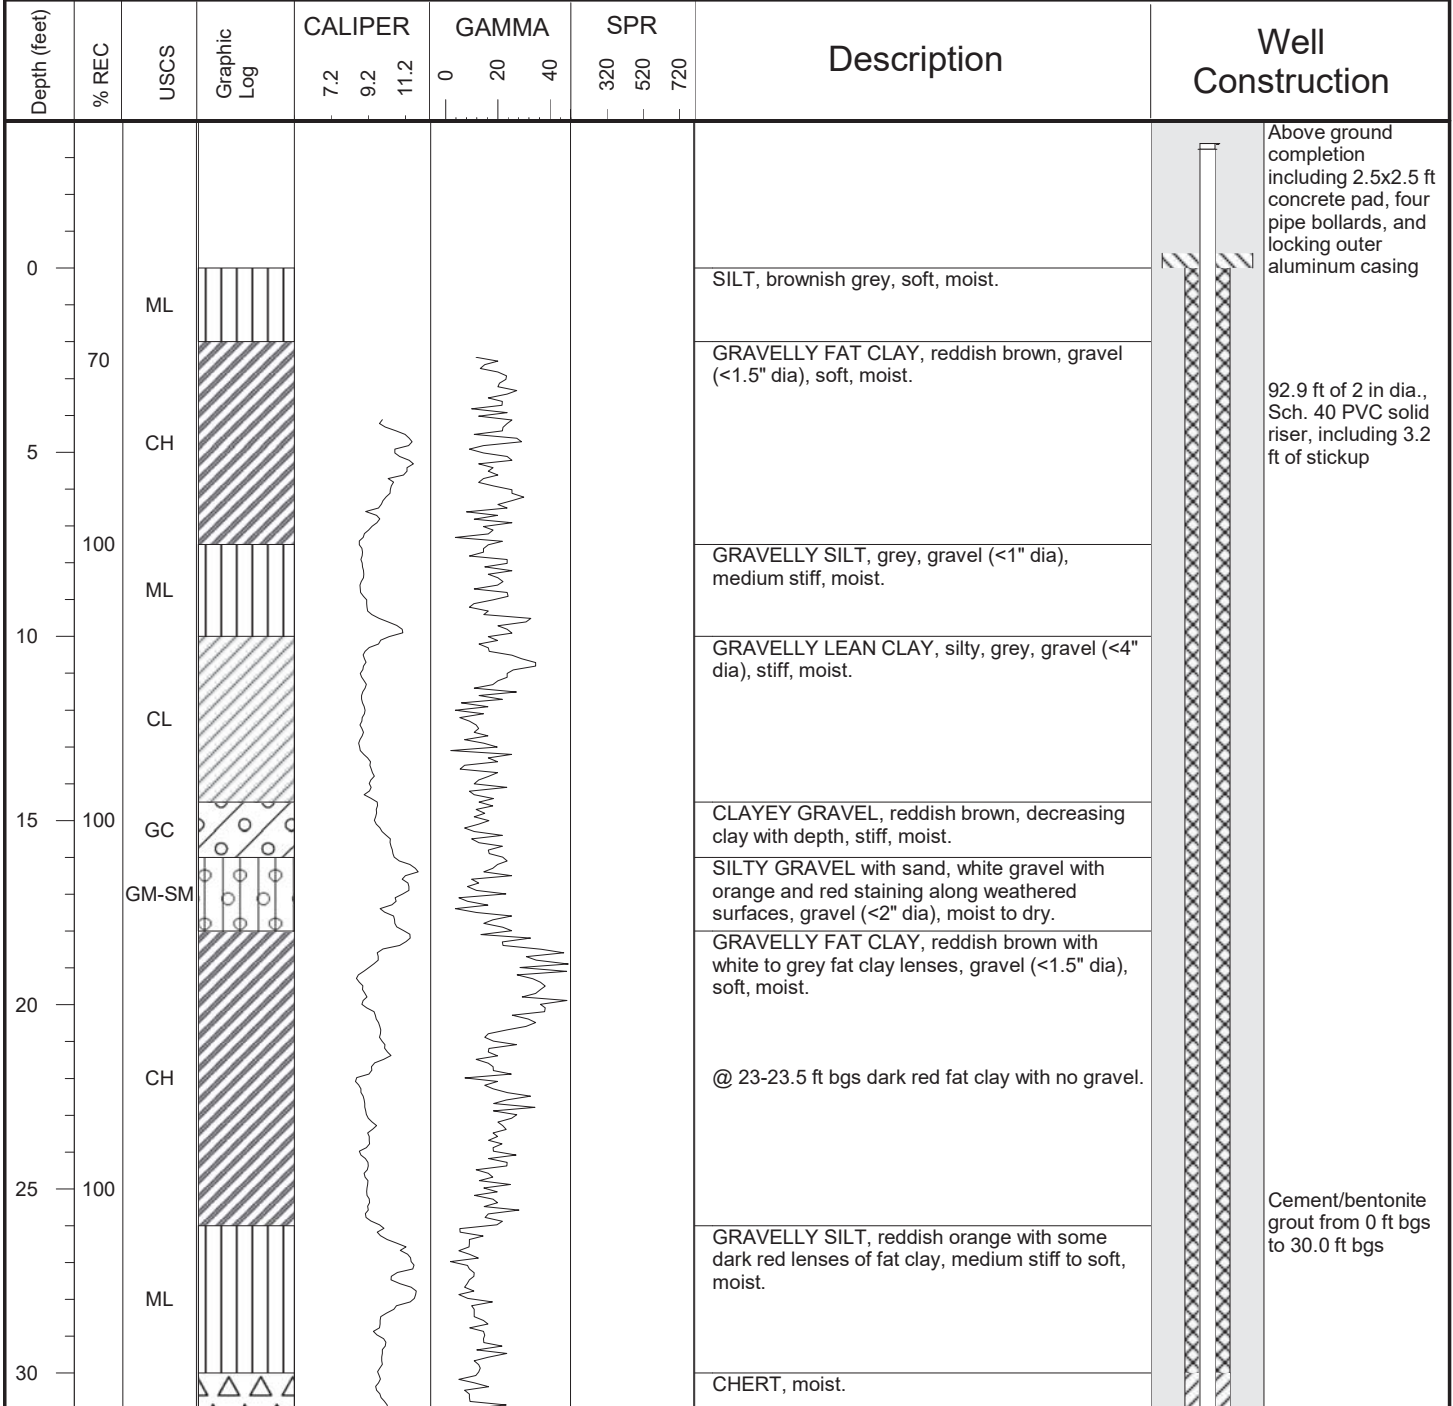 Depth (feet)
% REC
USCS
Graphic
Log
CALIPER
7.2 9.2 11.2
GAMMA
0 20 40
SPR
320 520 720
Description
Well
Construction
Above ground
completion
including 2.5x2.5 ft
concrete pad, four
pipe bollards, and
locking outer
aluminum casing
0
ML
SILT, brownish grey, soft, moist.
70
GRAVELLY FAT CLAY, reddish brown, gravel
(<1.5" dia), soft, moist.
92.9 ft of 2 in dia.,
Sch. 40 PVC solid
riser, including 3.2
ft of stickup
5
CH
100
GRAVELLY SILT, grey, gravel (<1" dia),
medium stiff, moist.
ML
10
GRAVELLY LEAN CLAY, silty, grey, gravel (<4"
dia), stiff, moist.
CL
15
100
GC
CLAYEY GRAVEL, reddish brown, decreasing
clay with depth, stiff, moist.
GM-SM
SILTY GRAVEL with sand, white gravel with
orange and red staining along weathered
surfaces, gravel (<2" dia), moist to dry.
GRAVELLY FAT CLAY, reddish brown with
white to grey fat clay lenses, gravel (<1.5" dia),
soft, moist.
20
CH
@ 23-23.5 ft bgs dark red fat clay with no gravel.
25
100
Cement/bentonite
grout from 0 ft bgs
to 30.0 ft bgs
GRAVELLY SILT, reddish orange with some
dark red lenses of fat clay, medium stiff to soft,
moist.
ML
30
CHERT, moist.